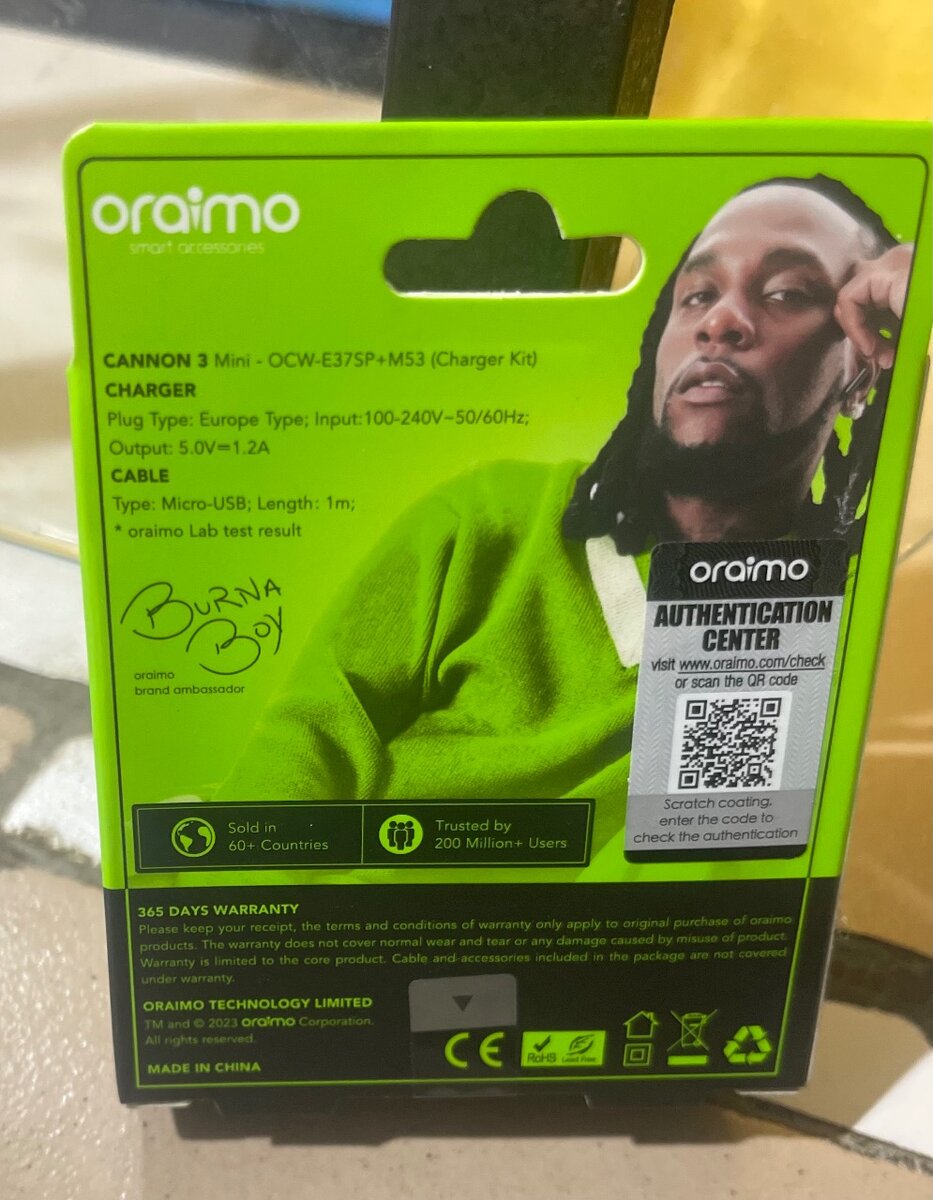 oraimo
smart accessories
CANNON 3 Mini - OCW-E37SP+M53 (Charger Kit)
CHARGER
Plug Type: Europe Type; Input:100-240V~50/60Hz;
Output: 5.0V⎓1.2A
CABLE
Type: Micro-USB; Length: 1m;
* oraimo Lab test result
BURNA
BOY
oraimo
brand ambassador
oraimo
AUTHENTICATION
CENTER
visit www.oraimo.com/check
or scan the QR code
Scratch coating,
enter the code to
check the authentication
Sold in
60+ Countries
Trusted by
200 Million+ Users
365 DAYS WARRANTY
Please keep your receipt, the terms and conditions of warranty only apply to original purchase of oraimo
products. The warranty does not cover normal wear and tear or any damage caused by misuse of product.
Warranty is limited to the core product. Cable and accessories included in the package are not covered
under warranty.
ORAIMO TECHNOLOGY LIMITED
TM and © 2023 oraimo Corporation.
All rights reserved.
MADE IN CHINA
CE
RoHS
Lead Free